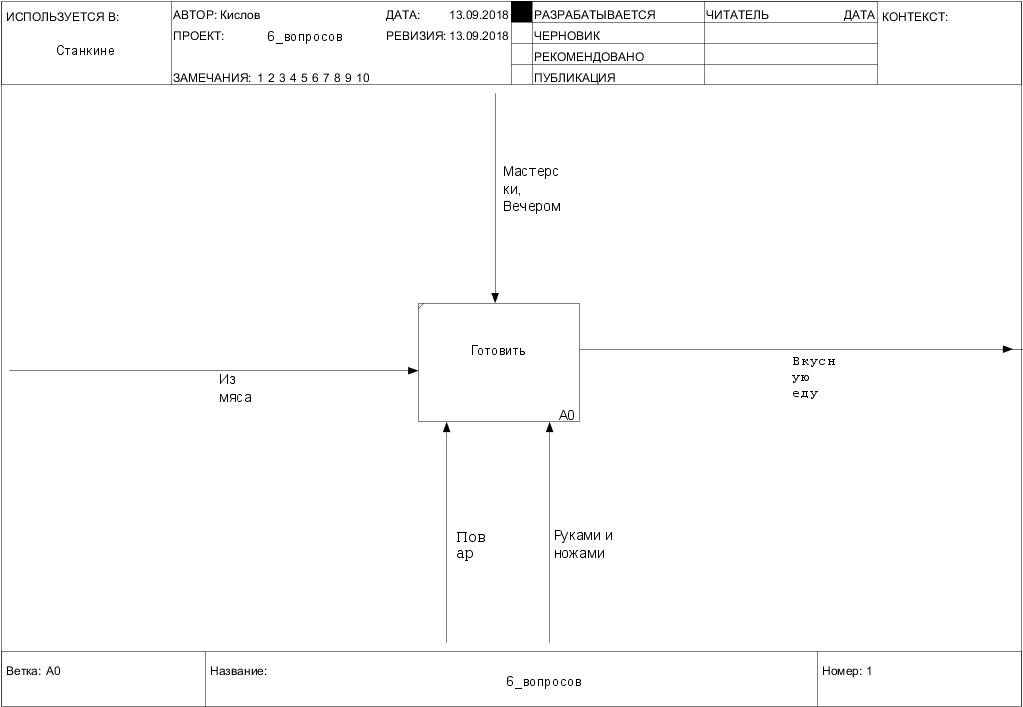 ИСПОЛЬЗУЕТСЯ В:
Станкине
АВТОР: Кислов
ДАТА: 13.09.2018
ПРОЕКТ: 6_вопросов
РЕВИЗИЯ: 13.09.2018
ЗАМЕЧАНИЯ: 1 2 3 4 5 6 7 8 9 10
РАЗРАБАТЫВАЕТСЯ
ЧЕРНОВИК
РЕКОМЕНДОВАНО
ПУБЛИКАЦИЯ
ЧИТАТЕЛЬ ДАТА
КОНТЕКСТ:
Мастерс
ки,
Вечером
Готовить
A0
Из
мяса
Вкусн
ую
еду
Пов
ар
Руками и
ножами
Ветка: A0
Название:
6_вопросов
Номер: 1